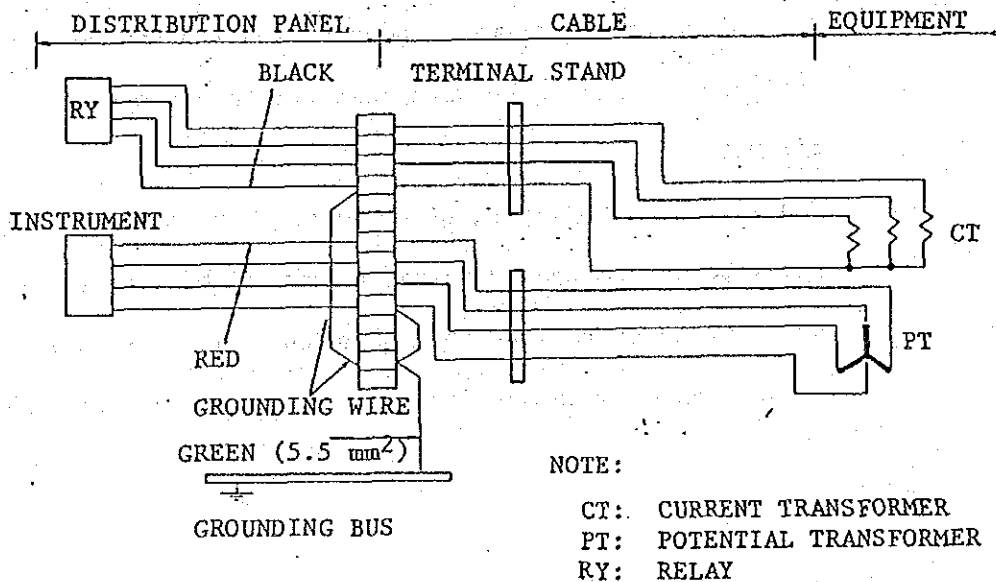 DISTRIBUTION PANEL CABLE EQUIPMENT
BLACK TERMINAL STAND
RY
INSTRUMENT
CT
RED
PT
GROUNDING WIRE
GREEN (5.5 mm²)
GROUNDING BUS
NOTE:
CT: CURRENT TRANSFORMER
PT: POTENTIAL TRANSFORMER
RY: RELAY